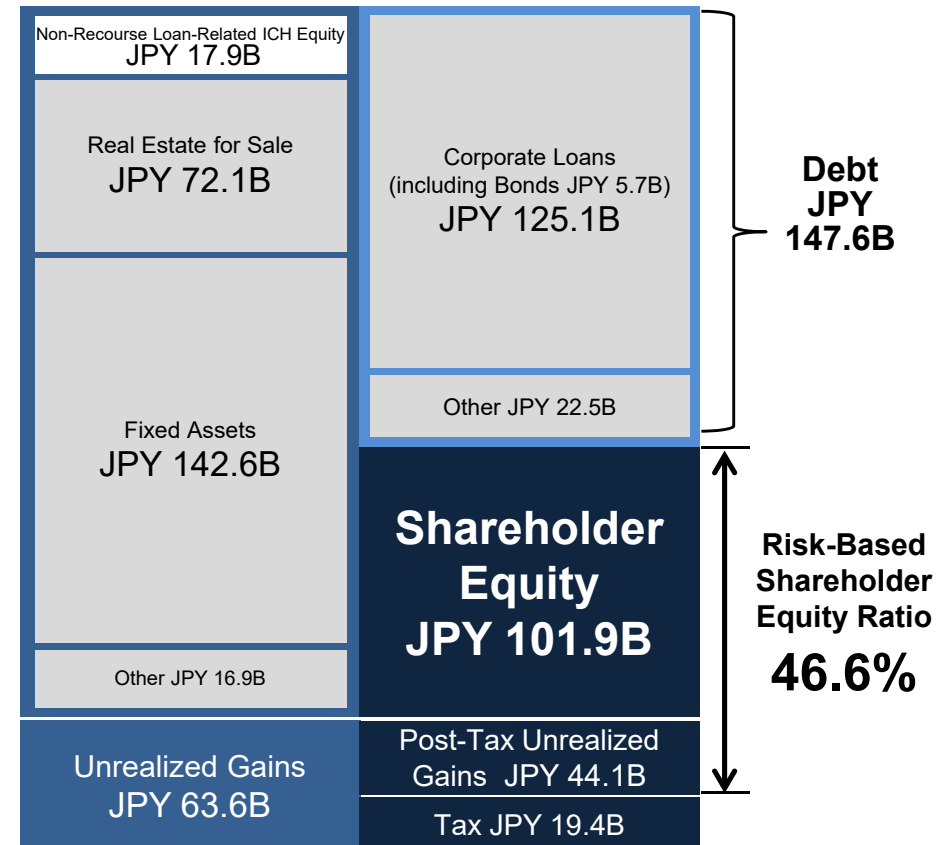 Non-Recourse Loan-Related ICH Equity
JPY 17.9B
Real Estate for Sale
JPY 72.1B
Fixed Assets
JPY 142.6B
Other JPY 16.9B
Unrealized Gains
JPY 63.6B
Corporate Loans
(including Bonds JPY 5.7B)
JPY 125.1B
Other JPY 22.5B
Shareholder
Equity
JPY 101.9B
Post-Tax Unrealized
Gains JPY 44.1B
Tax JPY 19.4B
Debt
JPY
147.6B
Risk-Based
Shareholder
Equity Ratio
46.6%